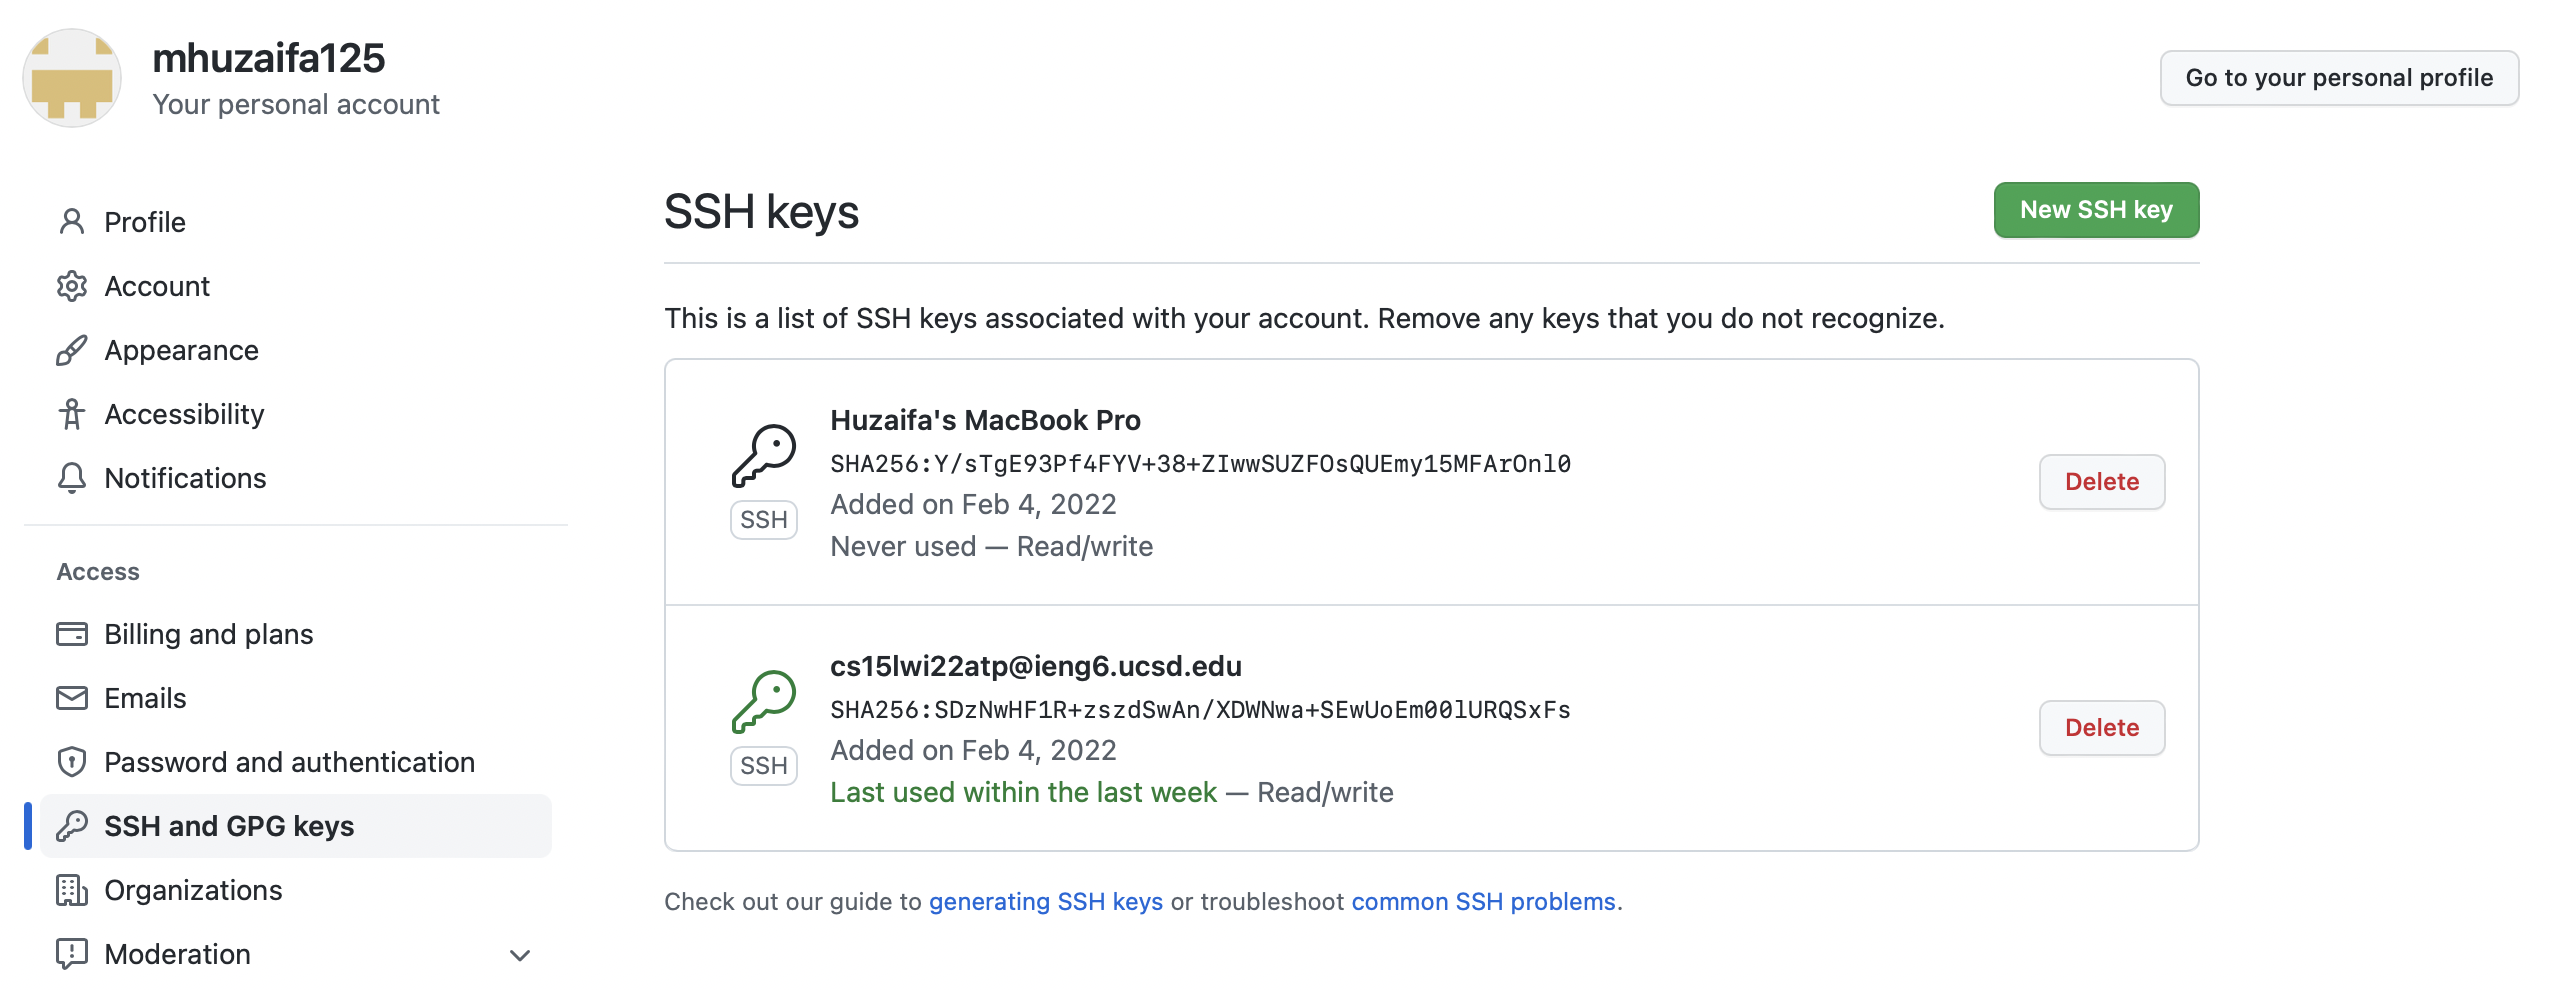 mhuzaifa125
Your personal account
Go to your personal profile
Profile
Account
Appearance
Accessibility
Notifications
Access
Billing and plans
Emails
Password and authentication
SSH and GPG keys
Organizations
Moderation
SSH keys
New SSH key
This is a list of SSH keys associated with your account. Remove any keys that you do not recognize.
SSH
Huzaifa's MacBook Pro
SHA256:Y/sTgE93Pf4FYV+38+ZIwwSUZFOsQUEmy15MFArOnl0
Added on Feb 4, 2022
Never used — Read/write
Delete
SSH
cs15lwi22atp@ieng6.ucsd.edu
SHA256:SDzNwHF1R+zszdSwAn/XDWNwa+SEwUoEm00lURQSxFs
Added on Feb 4, 2022
Last used within the last week — Read/write
Delete
Check out our guide to generating SSH keys or troubleshoot common SSH problems.